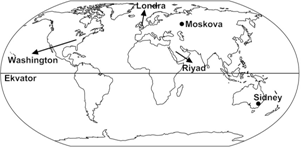 Londra
Moskova
Washington
Riyad
Ekvator
Sidney